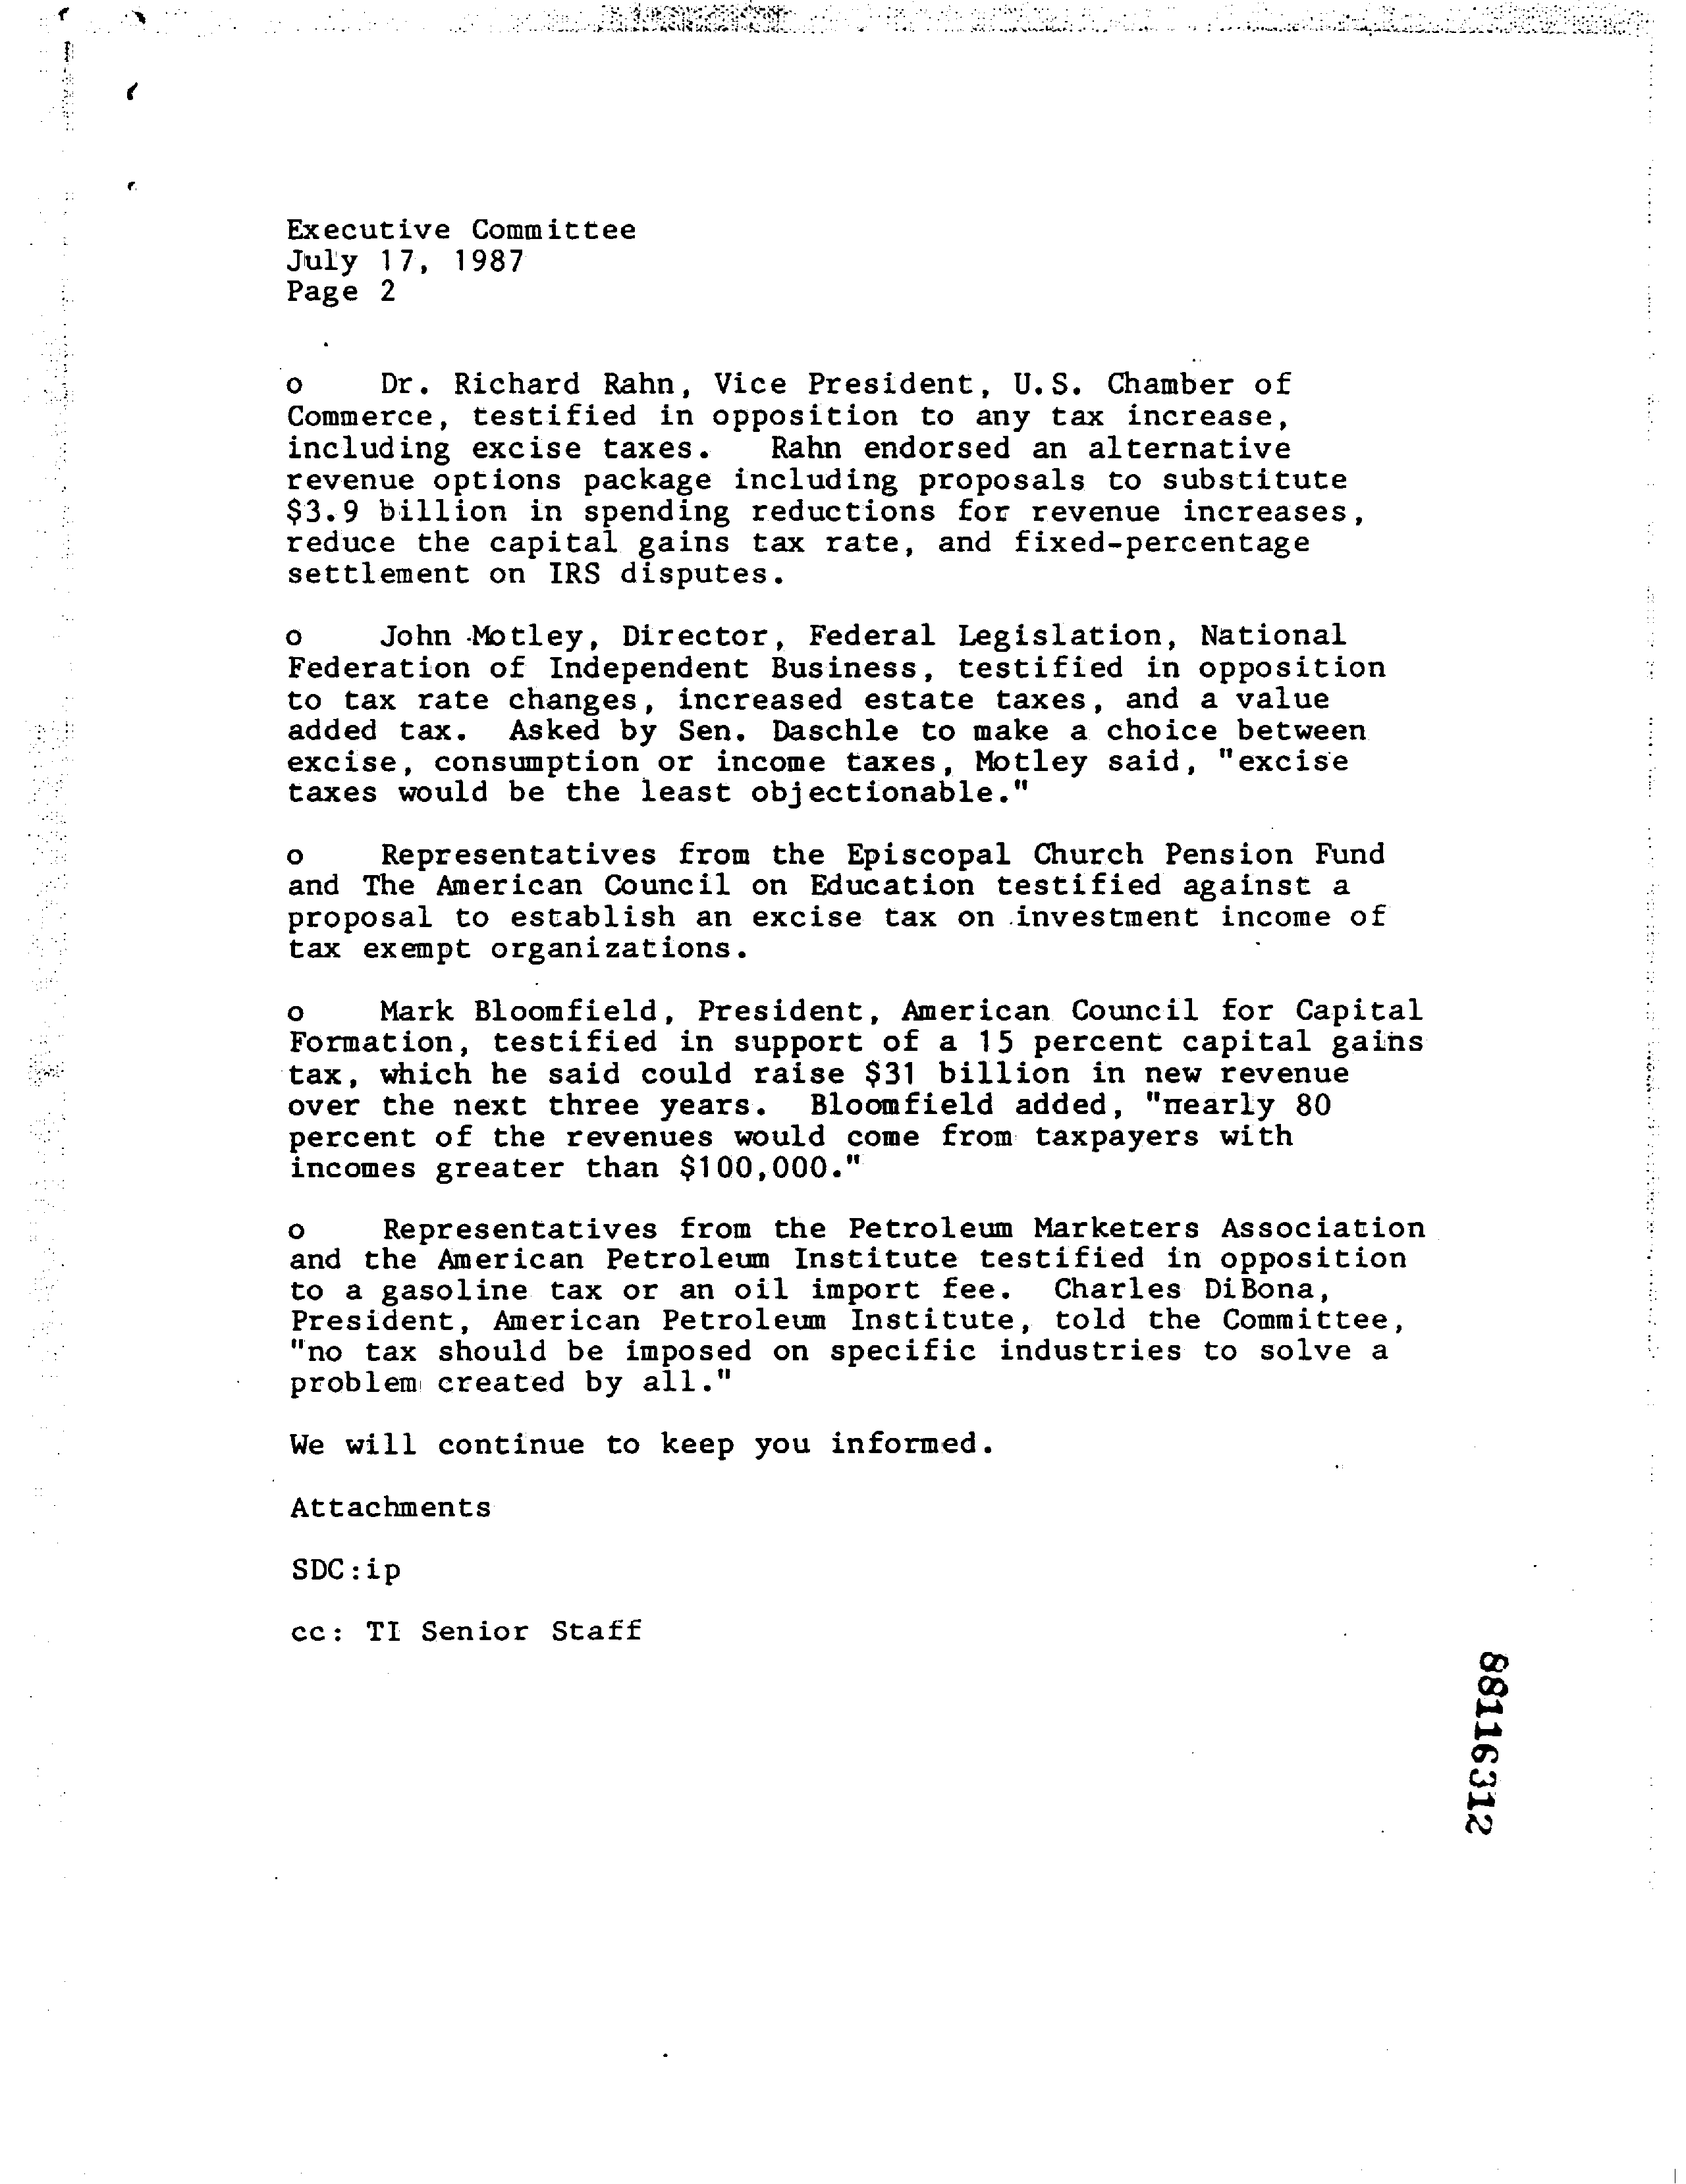 Executive Committee
July 17, 1987
Page 2
o Dr. Richard Rahn, Vice President, U.S. Chamber of
Commerce, testified in opposition to any tax increase,
including excise taxes. Rahn endorsed an alternative
revenue options package including proposals to substitute
$3.9 billion in spending reductions for revenue increases,
reduce the capital gains tax rate, and fixed-percentage
settlement on IRS disputes.
o John Motley, Director, Federal Legislation, National
Federation of Independent Business, testified in opposition
to tax rate changes, increased estate taxes, and a value
added tax. Asked by Sen. Daschle to make a choice between
excise, consumption or income taxes, Motley said, "excise
taxes would be the least objectionable."
o Representatives from the Episcopal Church Pension Fund
and The American Council on Education testified against a
proposal to establish an excise tax on investment income of
tax exempt organizations.
o Mark Bloomfield, President, American Council for Capital
Formation, testified in support of a 15 percent capital gains
tax, which he said could raise $31 billion in new revenue
over the next three years. Bloomfield added, "nearly 80
percent of the revenues would come from taxpayers with
incomes greater than $100,000."
o Representatives from the Petroleum Marketers Association
and the American Petroleum Institute testified in opposition
to a gasoline tax or an oil import fee. Charles DiBona,
President, American Petroleum Institute, told the Committee,
"no tax should be imposed on specific industries to solve a
problem created by all."
We will continue to keep you informed.
Attachments
SDC:ip
cc: TI Senior Staff
88116312